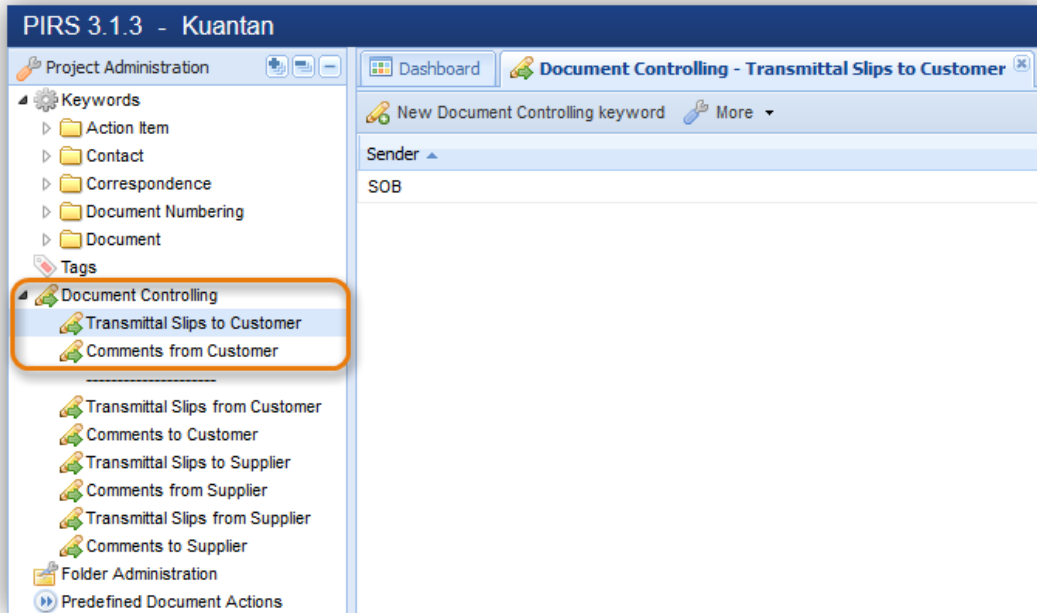 PIRS 3.1.3 - Kuantan
Project Administration
Dashboard
Document Controlling - Transmittal Slips to Customer
New Document Controlling keyword
More
Sender
SOB
Keywords
Action Item
Contact
Correspondence
Document Numbering
Document
Tags
Document Controlling
Transmittal Slips to Customer
Comments from Customer
---------------------
Transmittal Slips from Customer
Comments to Customer
Transmittal Slips to Supplier
Comments from Supplier
Transmittal Slips from Supplier
Comments to Supplier
Folder Administration
Predefined Document Actions